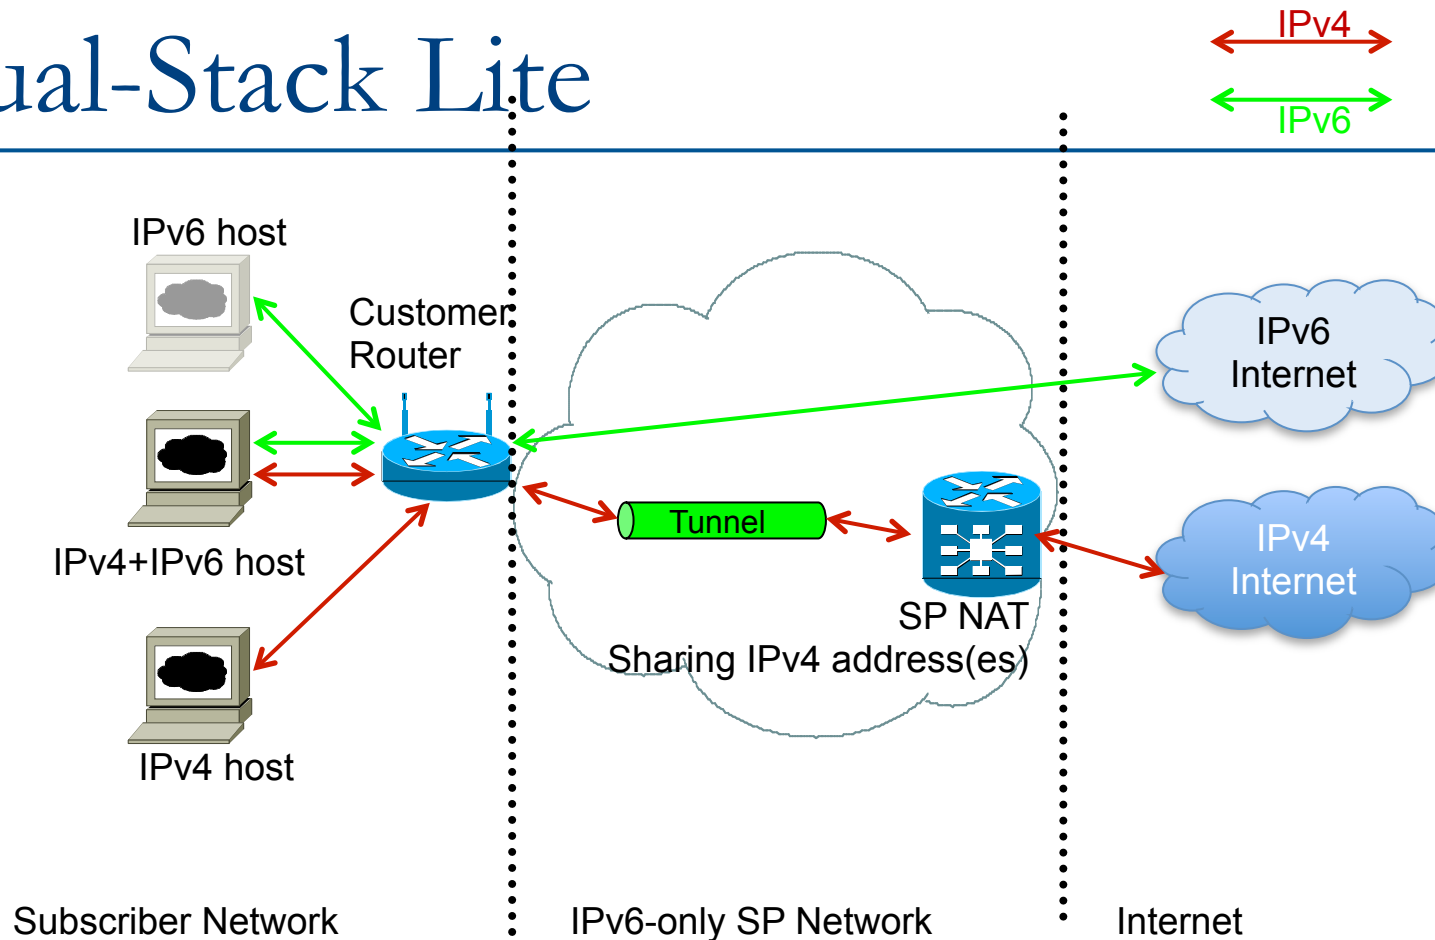 ual-Stack Lite
IPv4
IPv6
IPv6 host
Customer
Router
IPv6
Internet
IPv4+IPv6 host
Tunnel
IPv4
Internet
SP NAT
Sharing IPv4 address(es)
IPv4 host
Subscriber Network
IPv6-only SP Network
Internet